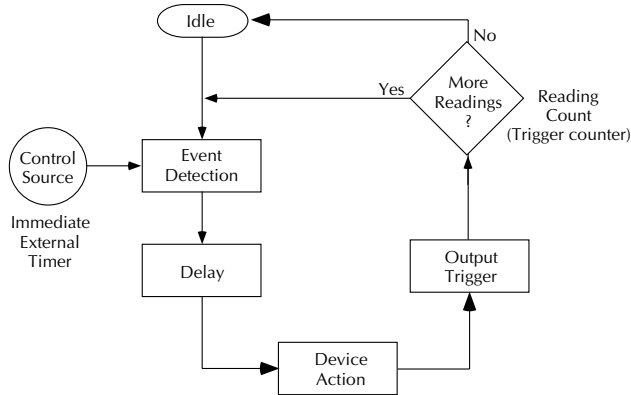 Idle
No
Yes
More
Readings
?
Reading
Count
(Trigger counter)
Control
Source
Event
Detection
Immediate
External
Timer
Delay
Output
Trigger
Device
Action